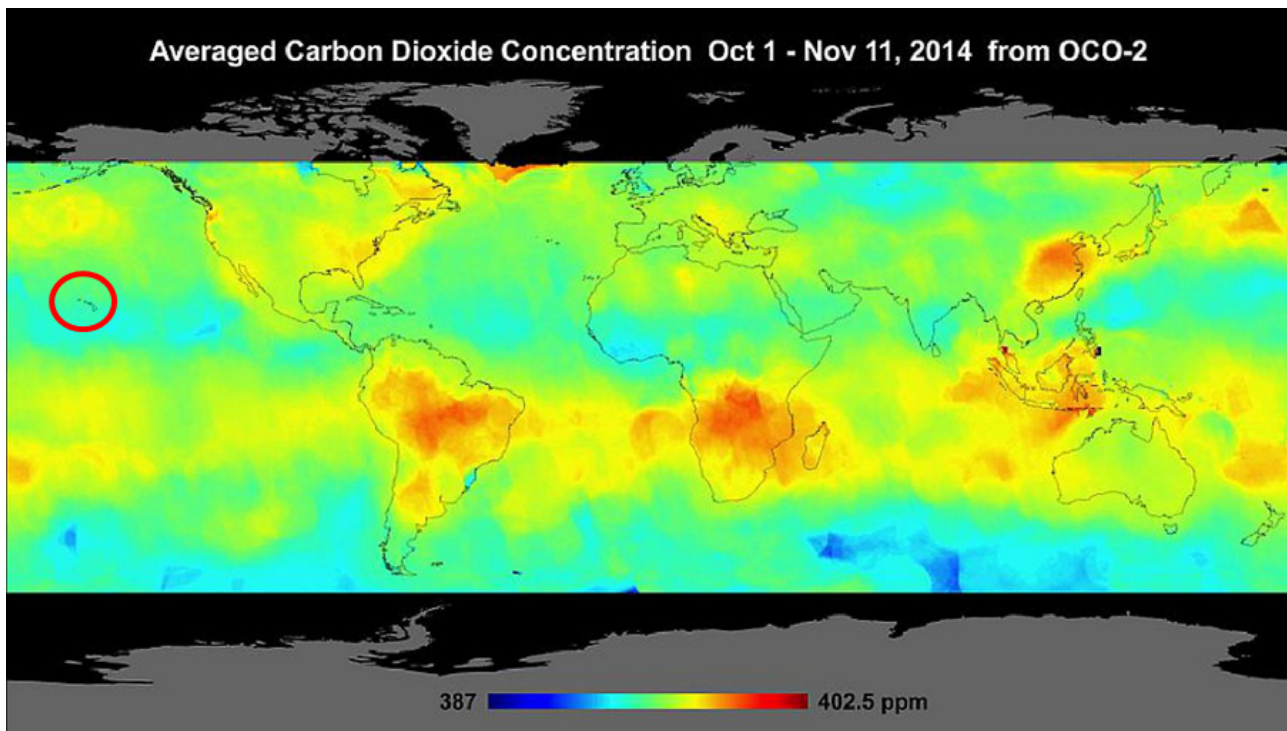 Averaged Carbon Dioxide Concentration Oct 1 - Nov 11, 2014 from OCO-2
387 402.5 ppm